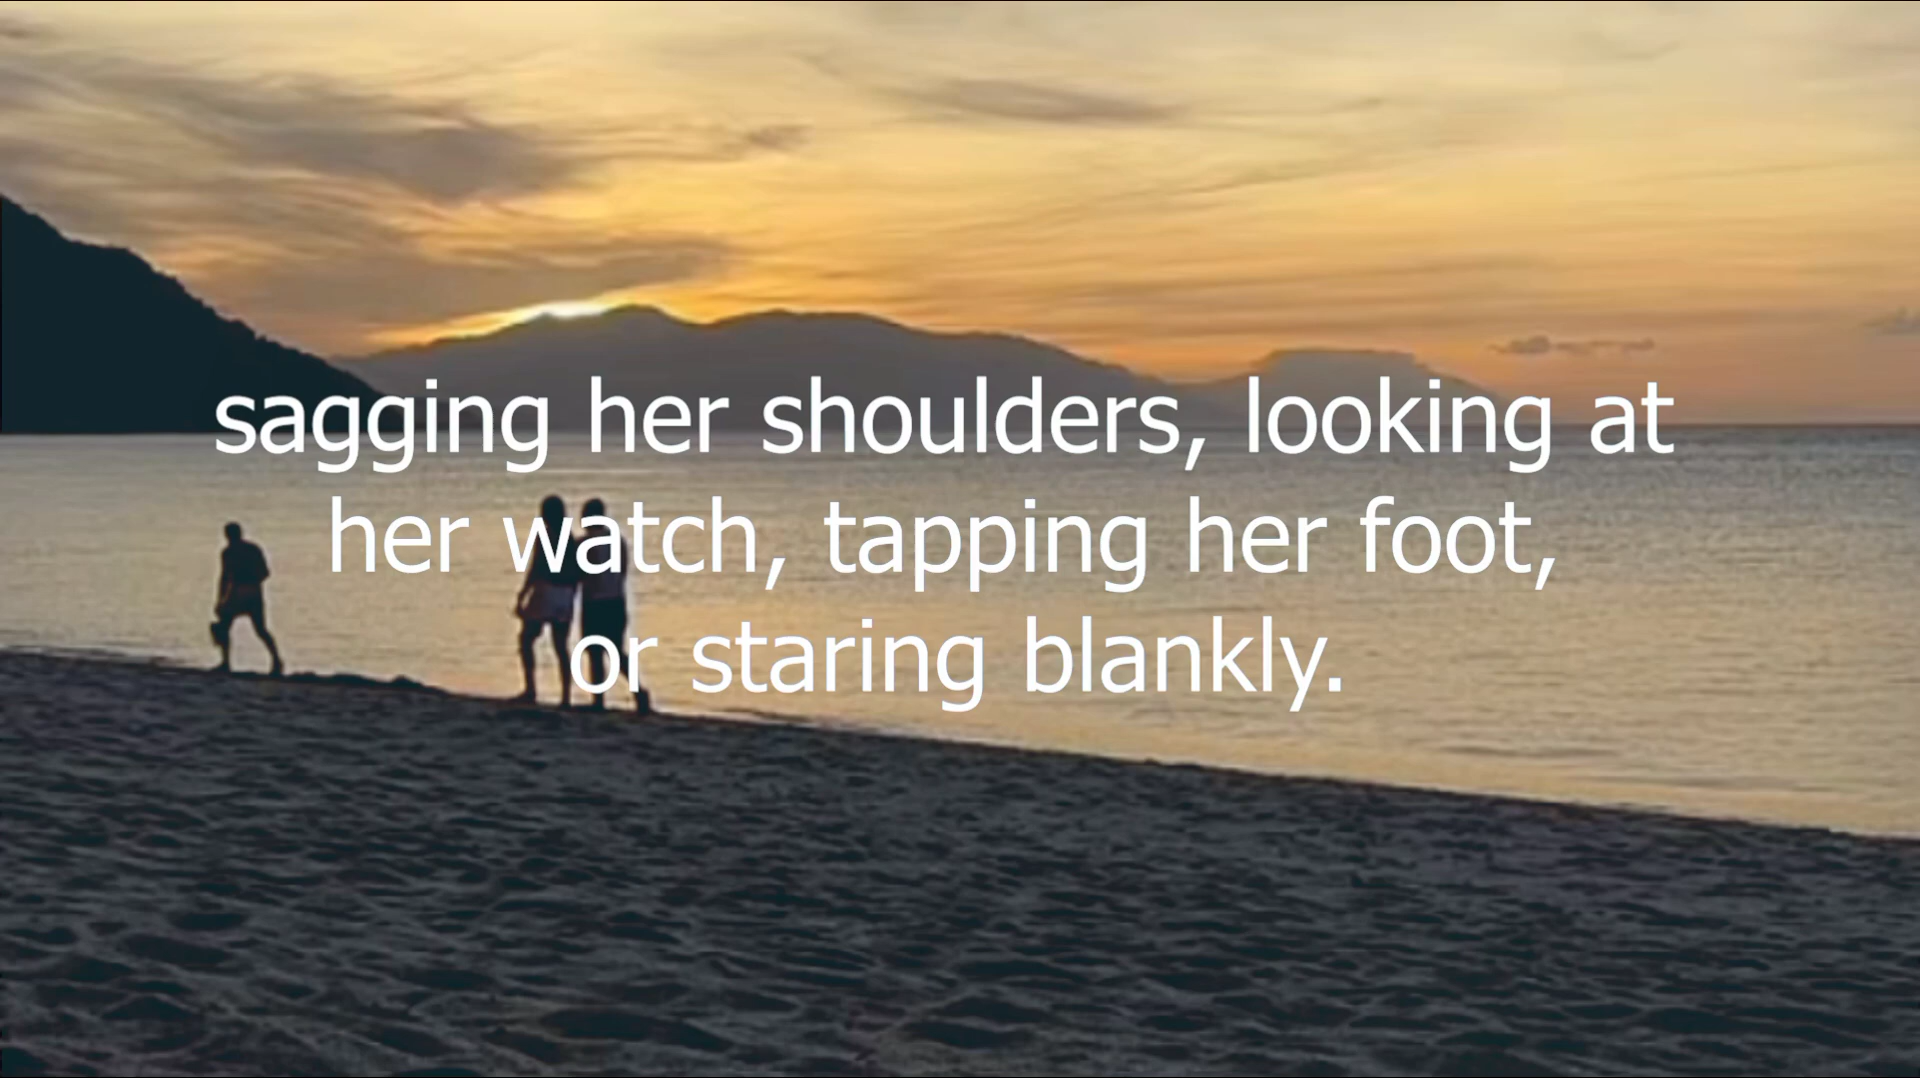 sagging her shoulders, looking at
her watch, tapping her foot,
or staring blankly.